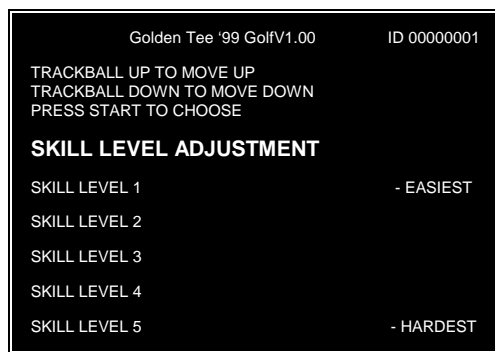 Golden Tee ‘99 GolfV1.00 ID 00000001
TRACKBALL UP TO MOVE UP
TRACKBALL DOWN TO MOVE DOWN
PRESS START TO CHOOSE
SKILL LEVEL ADJUSTMENT
SKILL LEVEL 1 - EASIEST
SKILL LEVEL 2
SKILL LEVEL 3
SKILL LEVEL 4
SKILL LEVEL 5 - HARDEST